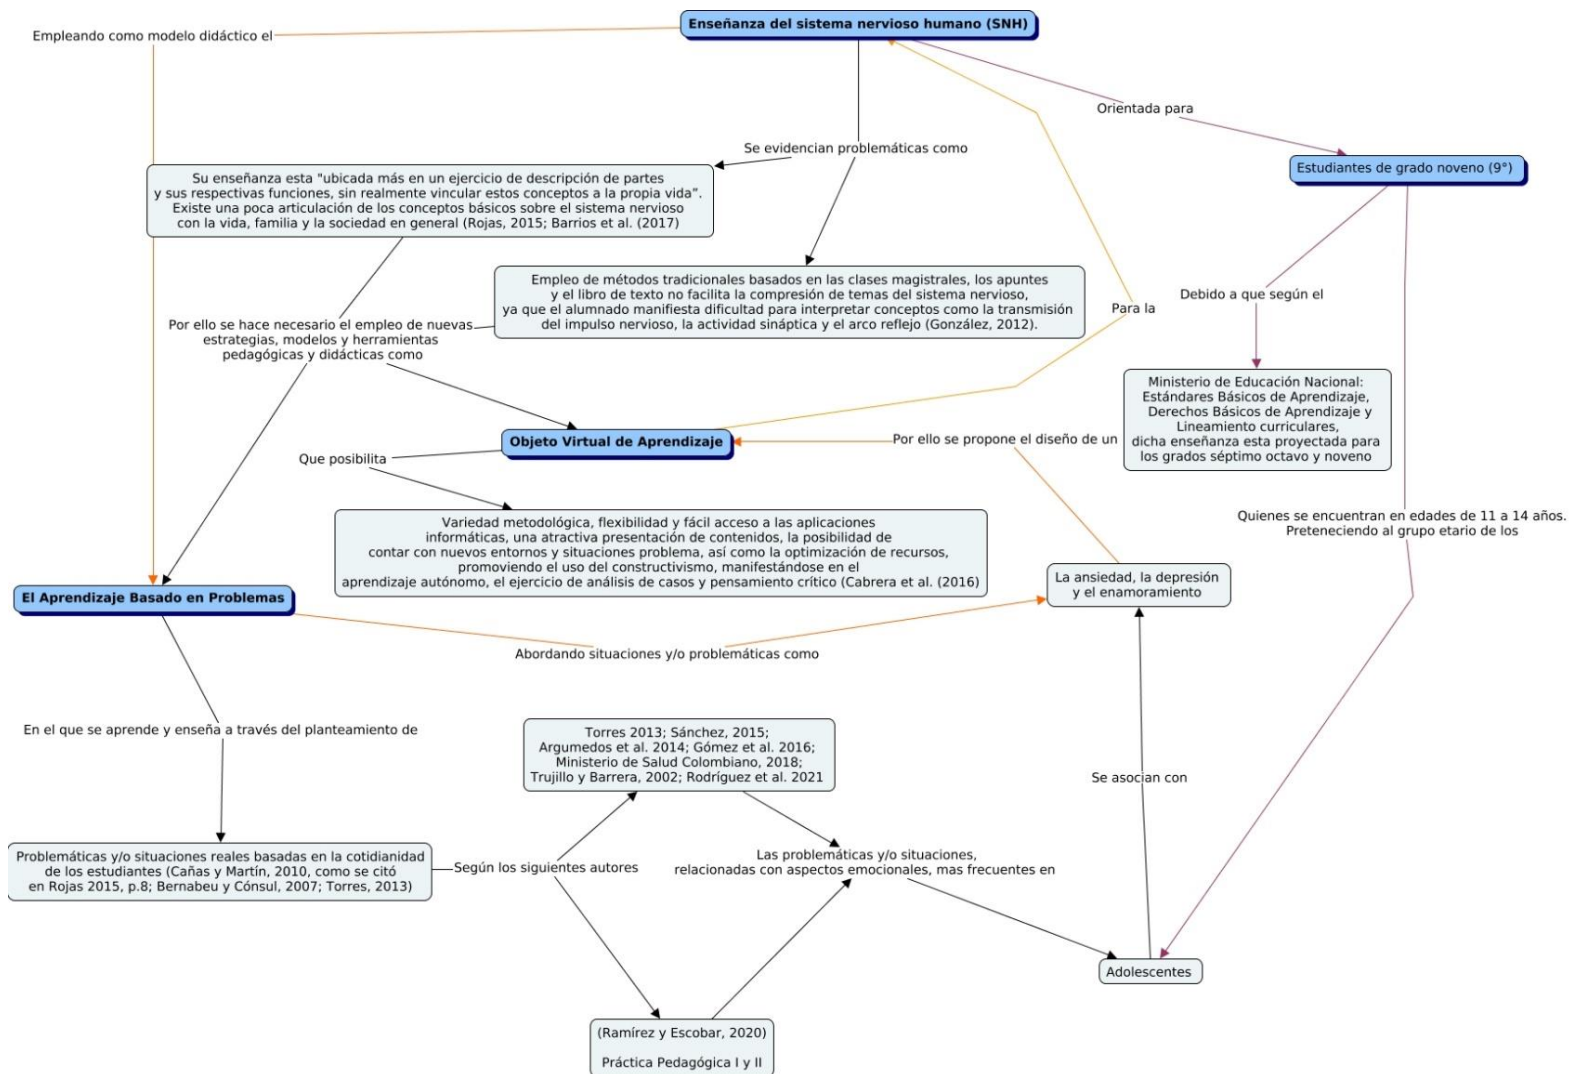 Enseñanza del sistema nervioso humano (SNH)
Empleando como modelo didáctico el
Orientada para
Se evidencian problemáticas como
Estudiantes de grado noveno (9°)
Su enseñanza esta "ubicada más en un ejercicio de descripción de partes
y sus respectivas funciones, sin realmente vincular estos conceptos a la propia vida”.
Existe una poca articulación de los conceptos básicos sobre el sistema nervioso
con la vida, familia y la sociedad en general (Rojas, 2015; Barrios et al. (2017)
Empleo de métodos tradicionales basados en las clases magistrales, los apuntes
y el libro de texto no facilita la compresión de temas del sistema nervioso,
ya que el alumnado manifiesta dificultad para interpretar conceptos como la transmisión
del impulso nervioso, la actividad sináptica y el arco reflejo (González, 2012).
Debido a que según el
Para la
Por ello se hace necesario el empleo de nuevas
estrategias, modelos y herramientas
pedagógicas y didácticas como
Ministerio de Educación Nacional:
Estándares Básicos de Aprendizaje,
Derechos Básicos de Aprendizaje y
Lineamiento curriculares,
dicha enseñanza esta proyectada para
los grados séptimo octavo y noveno
Objeto Virtual de Aprendizaje
Por ello se propone el diseño de un
Que posibilita
Variedad metodológica, flexibilidad y fácil acceso a las aplicaciones
informáticas, una atractiva presentación de contenidos, la posibilidad de
contar con nuevos entornos y situaciones problema, así como la optimización de recursos,
promoviendo el uso del constructivismo, manifestándose en el
aprendizaje autónomo, el ejercicio de análisis de casos y pensamiento crítico (Cabrera et al. (2016)
Quienes se encuentran en edades de 11 a 14 años.
Preteneciendo al grupo etario de los
La ansiedad, la depresión
y el enamoramiento
El Aprendizaje Basado en Problemas
Abordando situaciones y/o problemáticas como
En el que se aprende y enseña a través del planteamiento de
Torres 2013; Sánchez, 2015;
Argumedos et al. 2014; Gómez et al. 2016;
Ministerio de Salud Colombiano, 2018;
Trujillo y Barrera, 2002; Rodríguez et al. 2021
Se asocian con
Problemáticas y/o situaciones reales basadas en la cotidianidad
de los estudiantes (Cañas y Martín, 2010, como se citó
en Rojas 2015, p.8; Bernabeu y Cónsul, 2007; Torres, 2013)
Según los siguientes autores
Las problemáticas y/o situaciones,
relacionadas con aspectos emocionales, mas frecuentes en
Adolescentes
(Ramírez y Escobar, 2020)
Práctica Pedagógica I y II